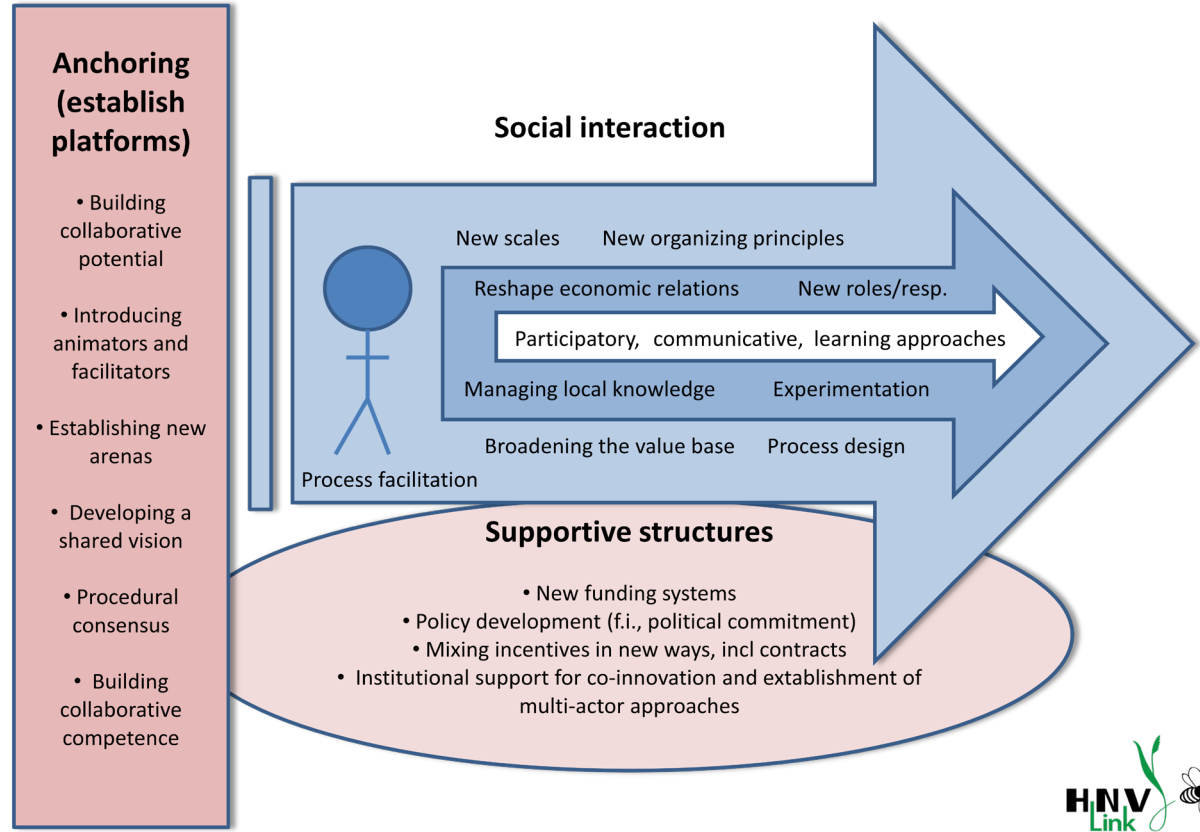 Anchoring
(establish
platforms)
• Building
collaborative
potential
• Introducing
animators and
facilitators
• Establishing new
arenas
• Developing a
shared vision
• Procedural
consensus
• Building
collaborative
competence
Social interaction
New scales
New organizing principles
Reshape economic relations
New roles/resp.
Participatory, communicative, learning approaches
Managing local knowledge
Experimentation
Broadening the value base
Process design
Process facilitation
Supportive structures
• New funding systems
• Policy development (f.i., political commitment)
• Mixing incentives in new ways, incl contracts
• Institutional support for co-innovation and extablishment of
multi-actor approaches
HNV
Link